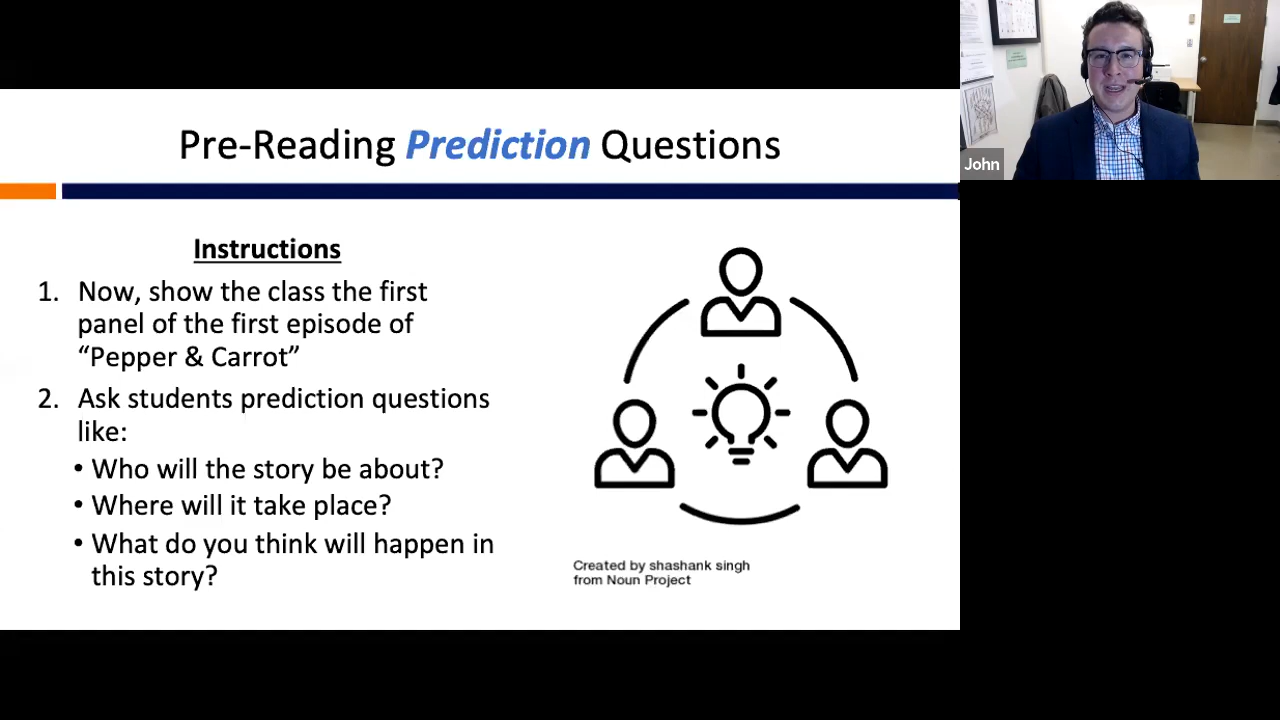 Pre-Reading Prediction Questions
Instructions
1. Now, show the class the first
panel of the first episode of
“Pepper & Carrot”
2. Ask students prediction questions
like:
• Who will the story be about?
• Where will it take place?
• What do you think will happen in
this story?
Created by shashank singh
from Noun Project
John